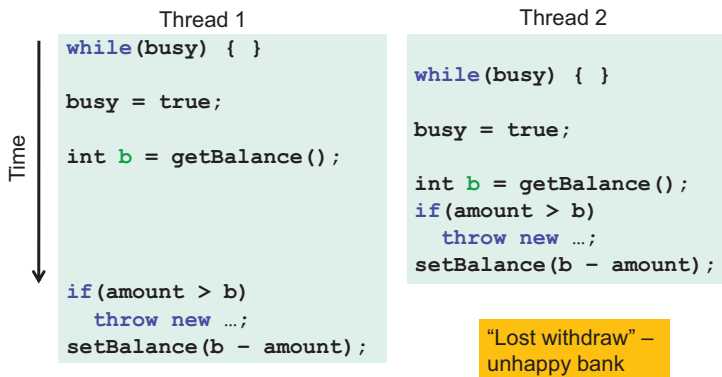 Thread 1
Thread 2
Time
while(busy) { }
busy = true;
int b = getBalance();
if(amount > b)
throw new …;
setBalance(b – amount);
while(busy) { }
busy = true;
int b = getBalance();
if(amount > b)
throw new …;
setBalance(b – amount);
“Lost withdraw” –
unhappy bank